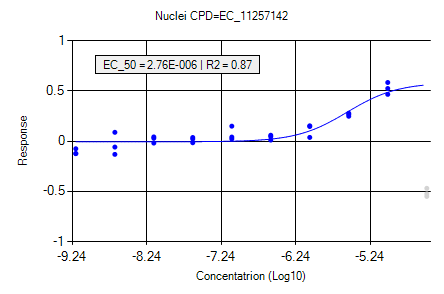 Nuclei CPD=EC_11257142
EC_50 = 2.76E-006 | R2 = 0.87
Response
1
0.5
0
-0.5
-1
-9.24 -8.24 -7.24 -6.24 -5.24
Concentatrion (Log10)